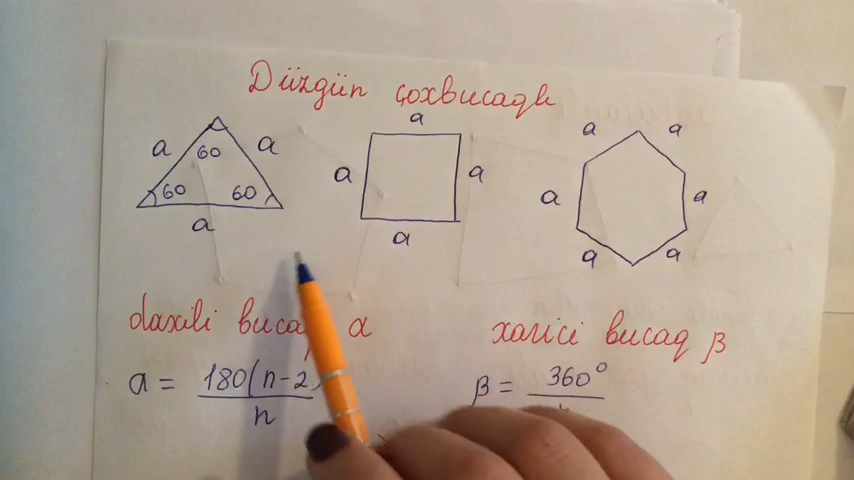 Düzgün çoxbucaqlı
a a 60 60 60 a
a a a a
a a a a a a
daxili bucaq α
xarici bucaq β
α = 180(n-2 / n
β = 360° /